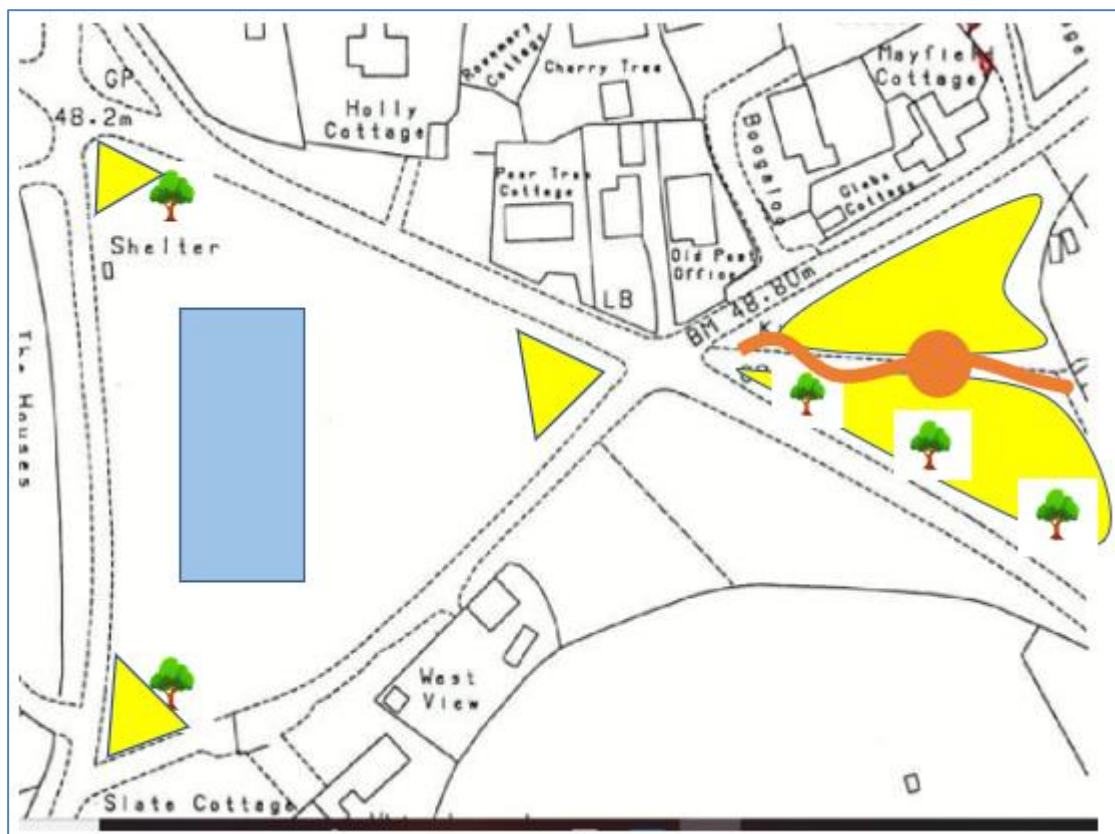 GP
48.2m
Holly
Cottage
Rosemary
Cottage
Cherry Tree
Mayfield
Cottage
Pear Tree
Cottage
Old Post
Office
Glebe
Cottage
LB
BM 48.80m
Shelter
The Houses
West
View
Slate Cottage